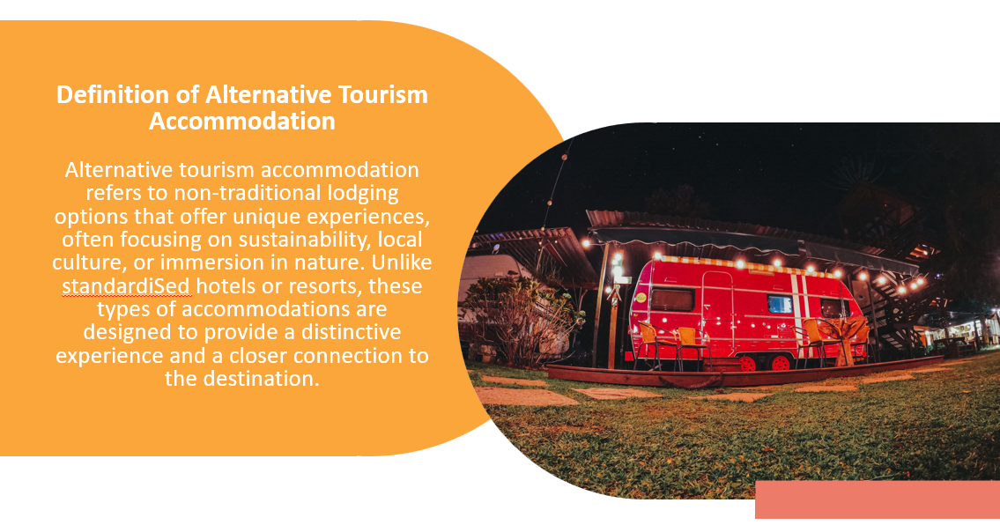 Definition of Alternative Tourism
Accommodation
Alternative tourism accommodation
refers to non-traditional lodging
options that offer unique experiences,
often focusing on sustainability, local
culture, or immersion in nature. Unlike
standardiSed hotels or resorts, these
types of accommodations are
designed to provide a distinctive
experience and a closer connection to
the destination.